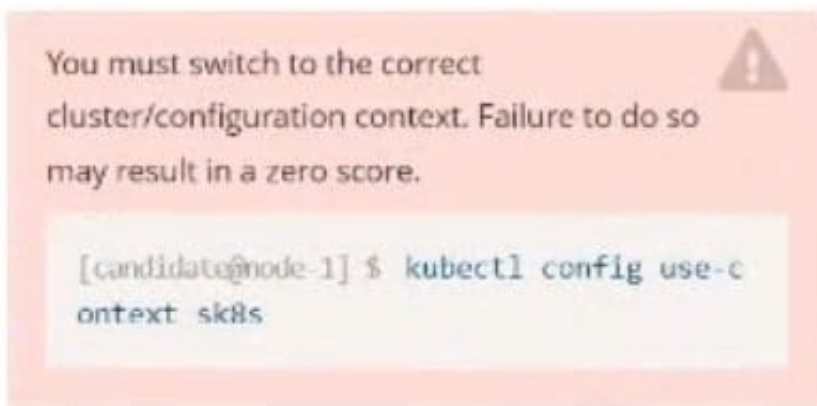 You must switch to the correct
cluster/configuration context. Failure to do so
may result in a zero score.
[candidate@node-1] $ kubectl config use-c
ontext sk8s